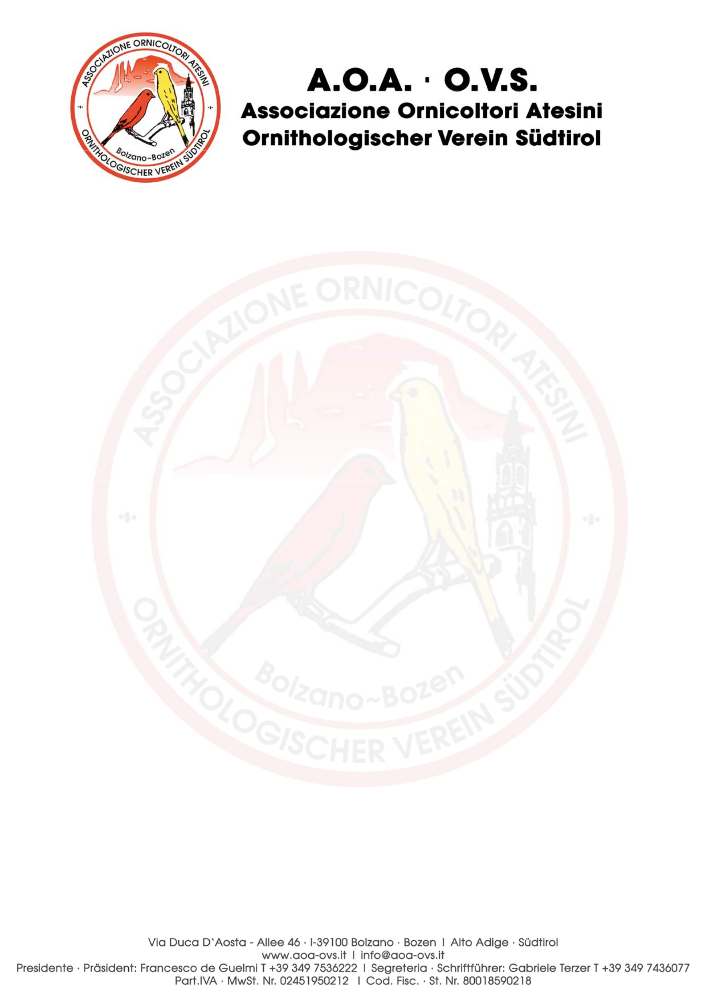 ASSOCIAZIONE ORNICOLTORI ATESINI
Bolzano~Bozen
ORNITHOLOGISCHER VEREIN SÜDTIROL
A.O.A. · O.V.S.
Associazione Ornicoltori Atesini
Ornithologischer Verein Südtirol
ASSOCIAZIONE ORNICOLTORI ATESINI
Bolzano~Bozen
ORNITHOLOGISCHER VEREIN SÜDTIROL
Via Duca D`Aosta - Allee 46 · I-39100 Bolzano · Bozen | Alto Adige · Südtirol
www.aoa-ovs.it | info@aoa-ovs.it
Presidente · Präsident: Francesco de Guelmi T +39 349 7536222 | Segreteria · Schriftführer: Gabriele Terzer T +39 349 7436077
Part.IVA · MwSt. Nr. 02451950212 | Cod. Fisc. · St. Nr. 80018590218